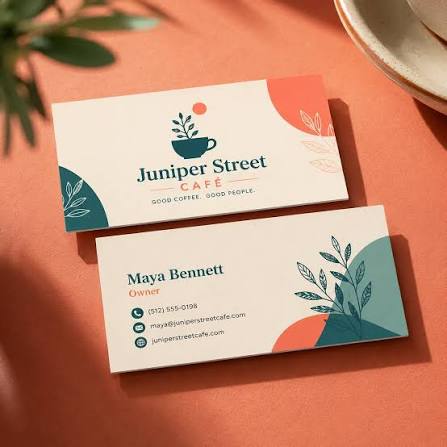 Juniper Street
CAFÉ
GOOD COFFEE. GOOD PEOPLE.
Maya Bennett
Owner
(512) 555-0198
maya@juniperstreetcafe.com
juniperstreetcafe.com